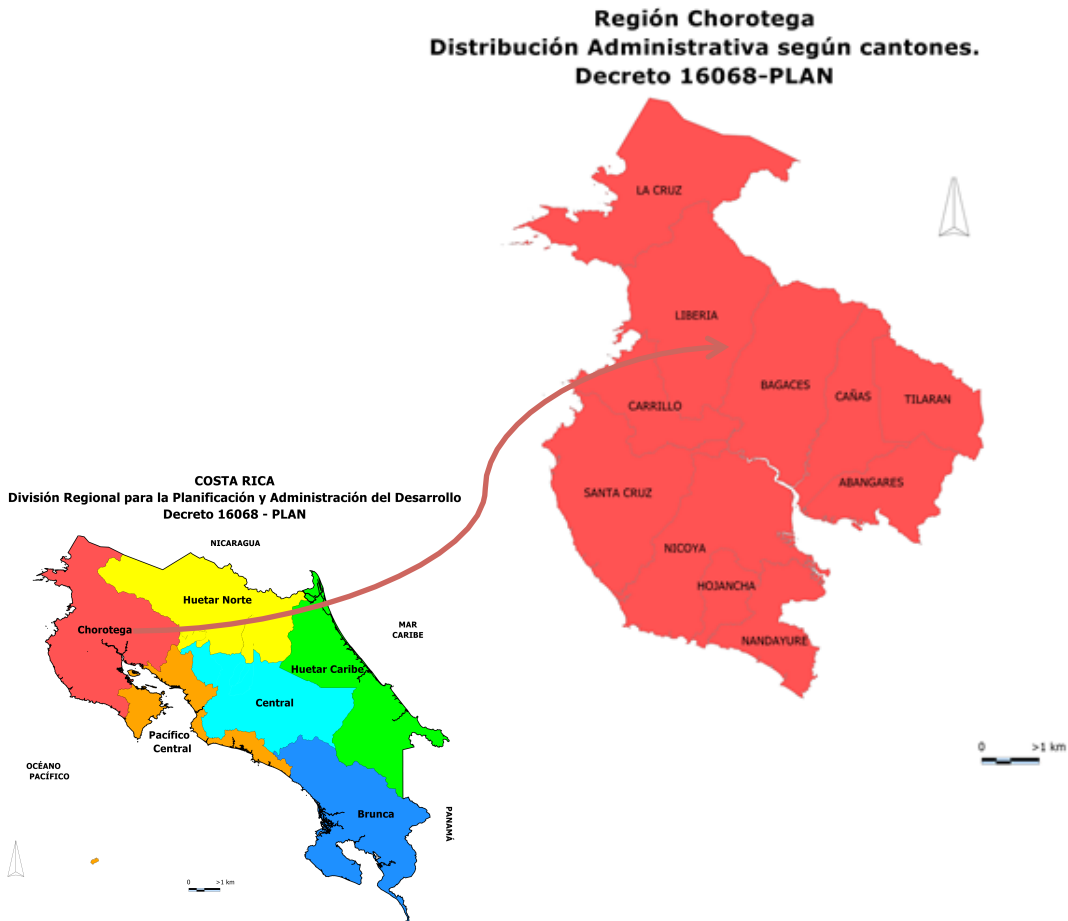 Región Chorotega
Distribución Administrativa según cantones.
Decreto 16068-PLAN
LA CRUZ
LIBERIA
BAGACES
CAÑAS
TILARAN
CARRILLO
ABANGARES
SANTA CRUZ
NICOYA
HOJANCHA
NANDAYURE
0 >1 km
COSTA RICA
División Regional para la Planificación y Administración del Desarrollo
Decreto 16068 - PLAN
NICARAGUA
Huetar Norte
MAR
CARIBE
Chorotega
Huetar Caribe
Central
Pacífico
Central
OCÉANO
PACÍFICO
Brunca
PANAMÁ
0 >1 km